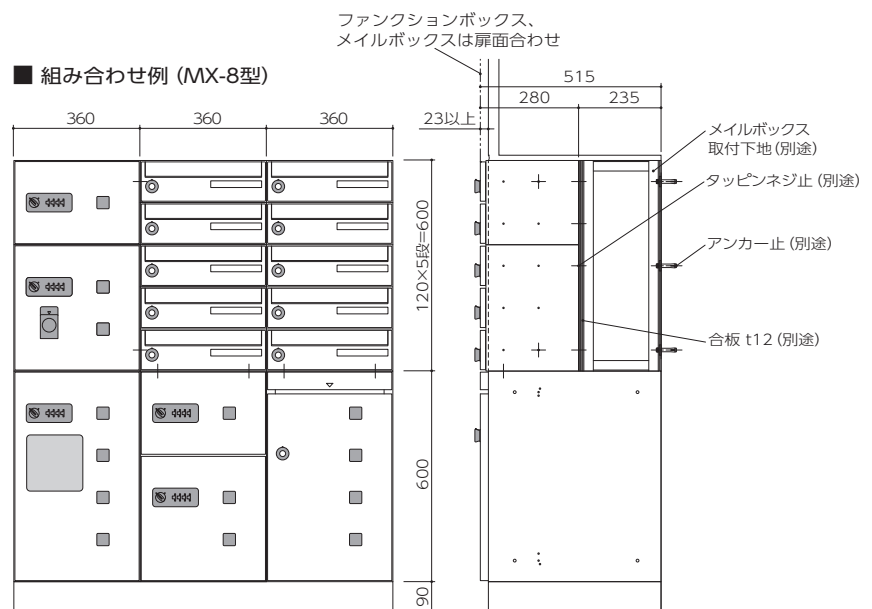 ファンクションボックス、
メイルボックスは扉面合わせ
■ 組み合わせ例 (MX-8型)
515
280
235
360
360
360
23以上
メイルボックス
取付下地(別途)
タッピンネジ止 (別途)
アンカー止 (別途)
合板 t12 (別途)
120×5段=600
600
90